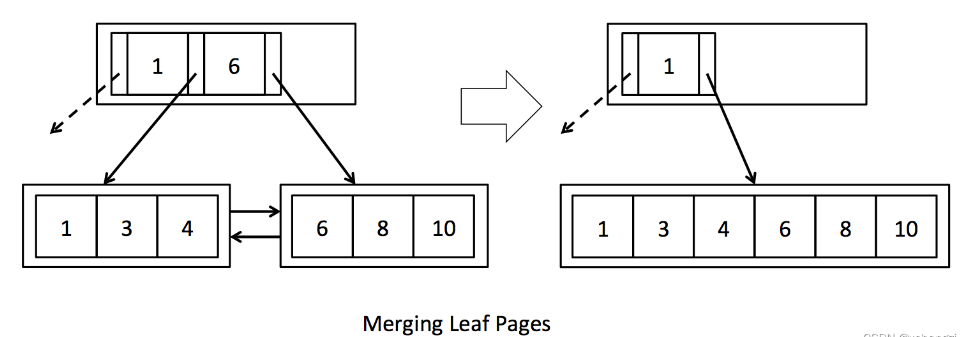 1 6
1
1 3 4
6 8 10
1 3 4 6 8 10
Merging Leaf Pages